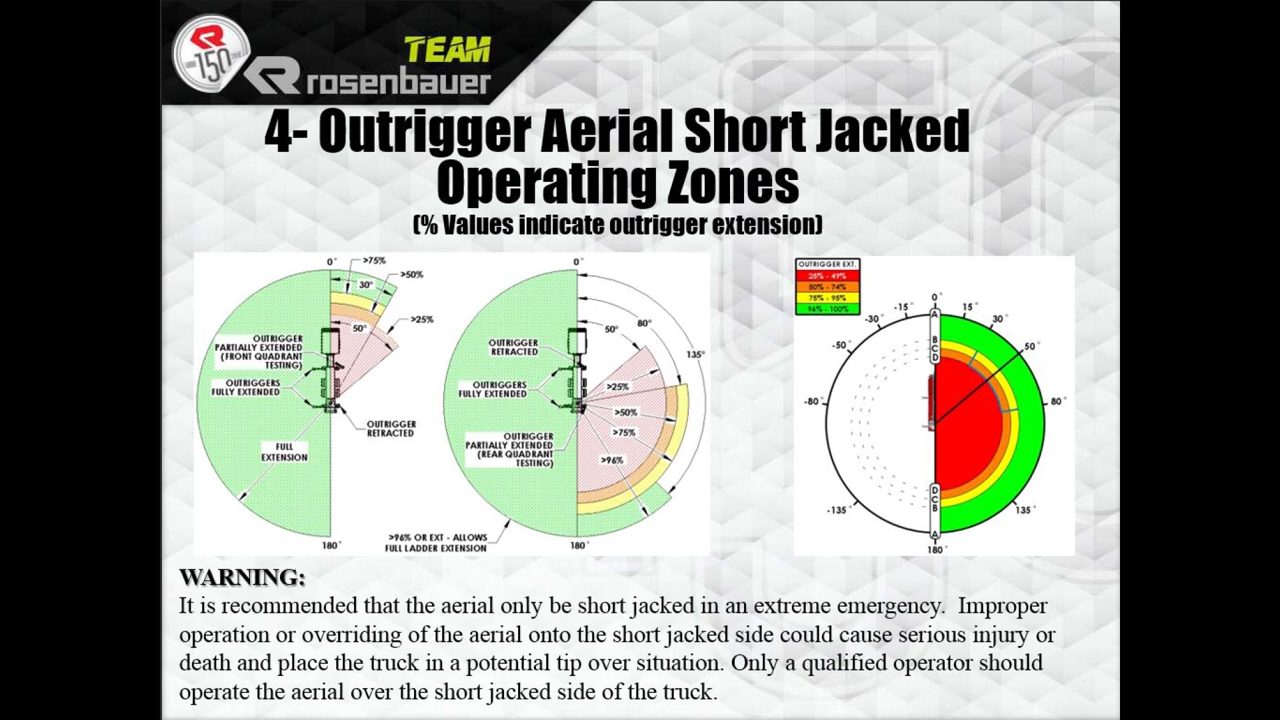 R
150
TEAM
rosenbauer
4- Outrigger Aerial Short Jacked
Operating Zones
(% Values indicate outrigger extension)
0°
>75%
>50%
30°
>25%
50°
OUTRIGGER
PARTIALLY EXTENDED
(FRONT QUADRANT
TESTING)
OUTRIGGERS
FULLY EXTENDED
OUTRIGGER
RETRACTED
FULL
EXTENSION
180°
0°
50°
80°
135°
OUTRIGGER
RETRACTED
OUTRIGGERS
FULLY EXTENDED
>25%
>50%
>75%
>96%
OUTRIGGER
PARTIALLY EXTENDED
(REAR QUADRANT
TESTING)
>96% OR EXT - ALLOWS
FULL LADDER EXTENSION
180°
OUTRIGGER EXT.
25% - 49%
50% - 74%
75% - 95%
96% - 100%
0°
-15°
15°
-30°
30°
-50°
50°
-80°
80°
-135°
135°
180°
A
B
C
D
D
C
B
A
WARNING:
It is recommended that the aerial only be short jacked in an extreme emergency.  Improper
operation or overriding of the aerial onto the short jacked side could cause serious injury or
death and place the truck in a potential tip over situation. Only a qualified operator should
operate the aerial over the short jacked side of the truck.